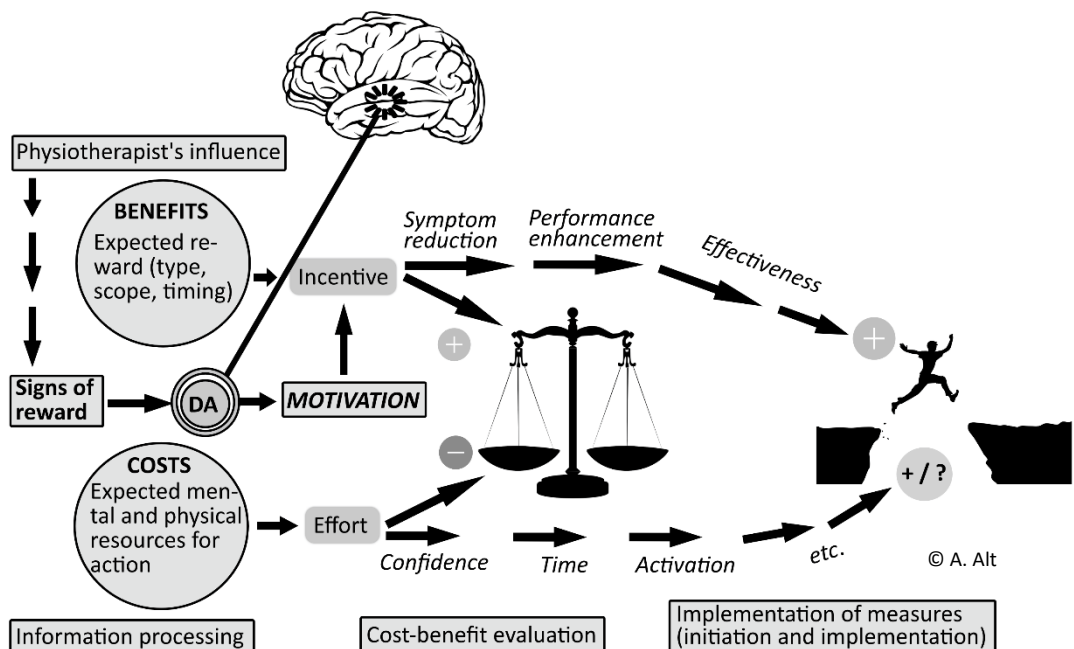 Physiotherapist's influence
BENEFITS
Expected re-
ward (type,
scope, timing)
Incentive
Symptom
reduction
Performance
enhancement
Effectiveness
+
+
Signs of
reward
DA
MOTIVATION
−
COSTS
Expected men-
tal and physical
resources for
action
Effort
Confidence
Time
Activation
etc.
+ / ?
© A. Alt
Information processing
Cost-benefit evaluation
Implementation of measures
(initiation and implementation)